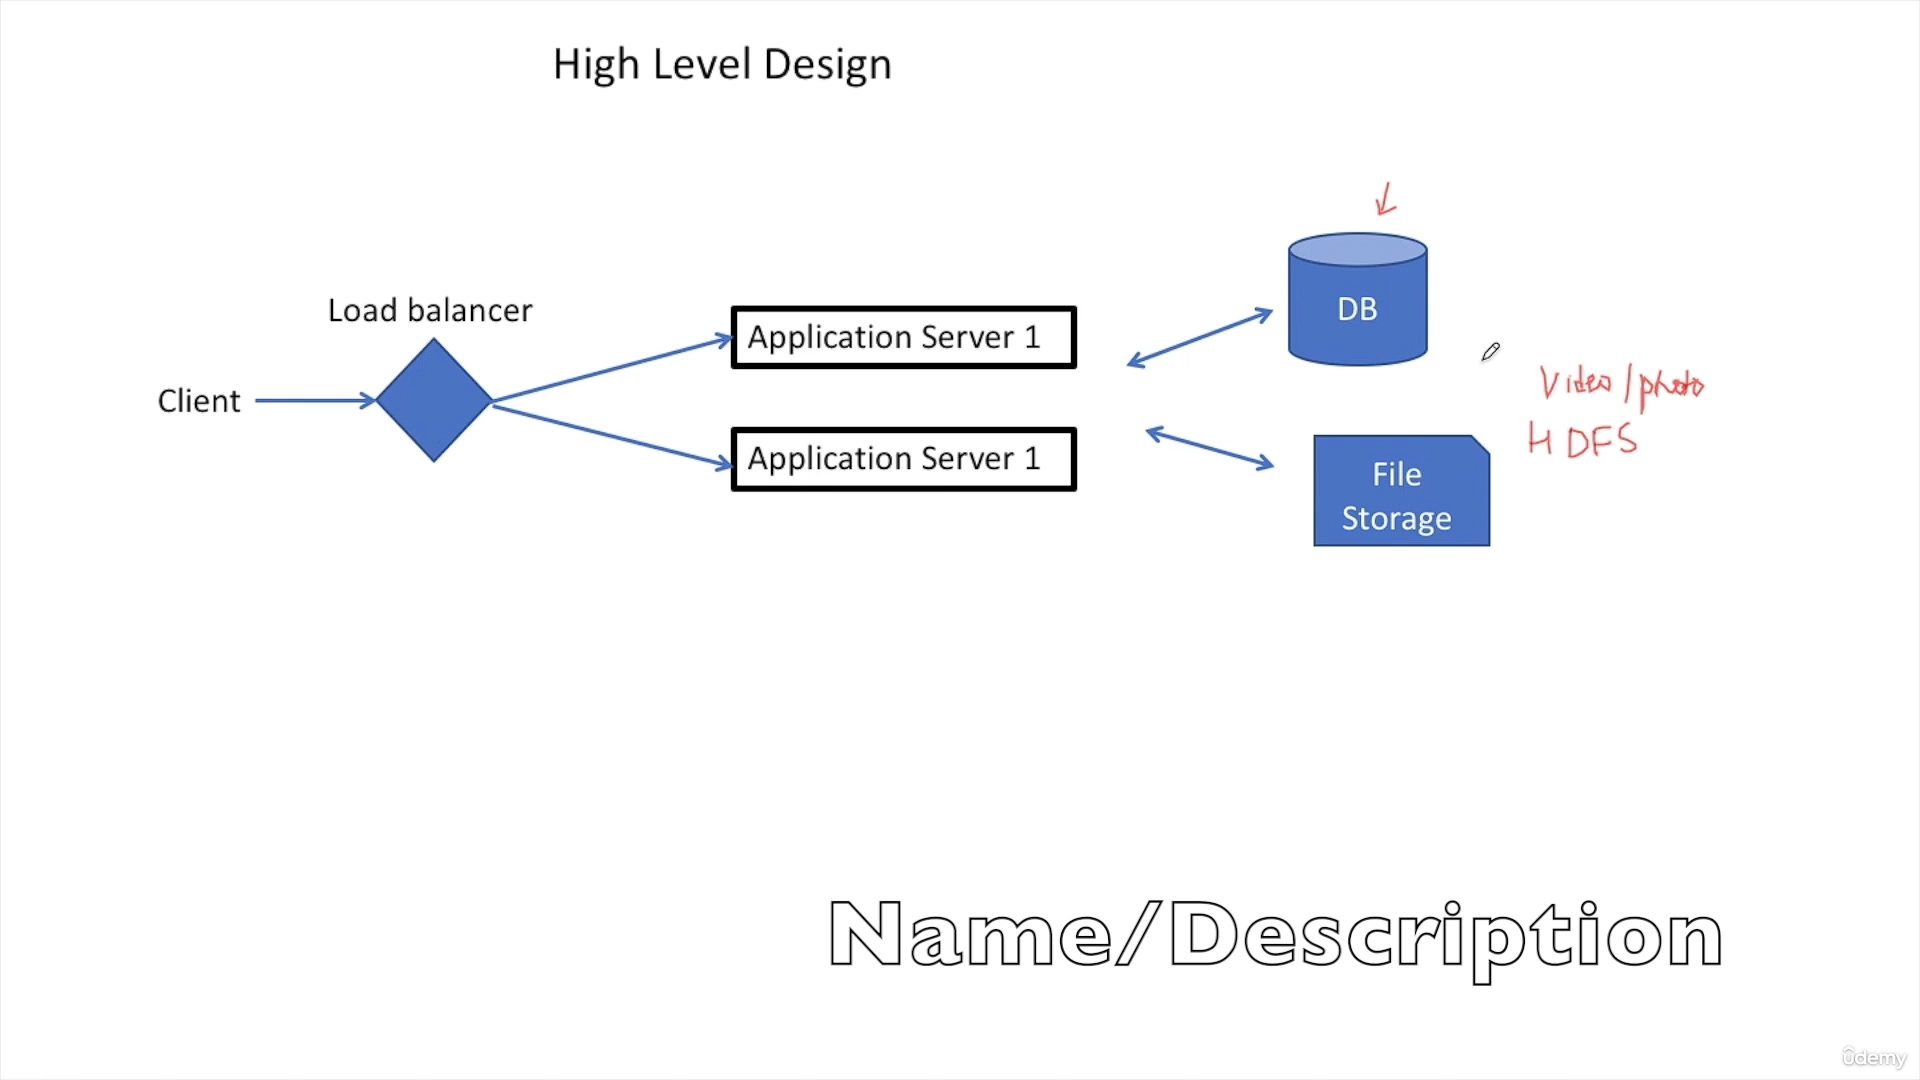 High Level Design
Load balancer
Client
Application Server 1
Application Server 1
DB
Video/photo
HDFS
File
Storage
Name/Description
ûdemy